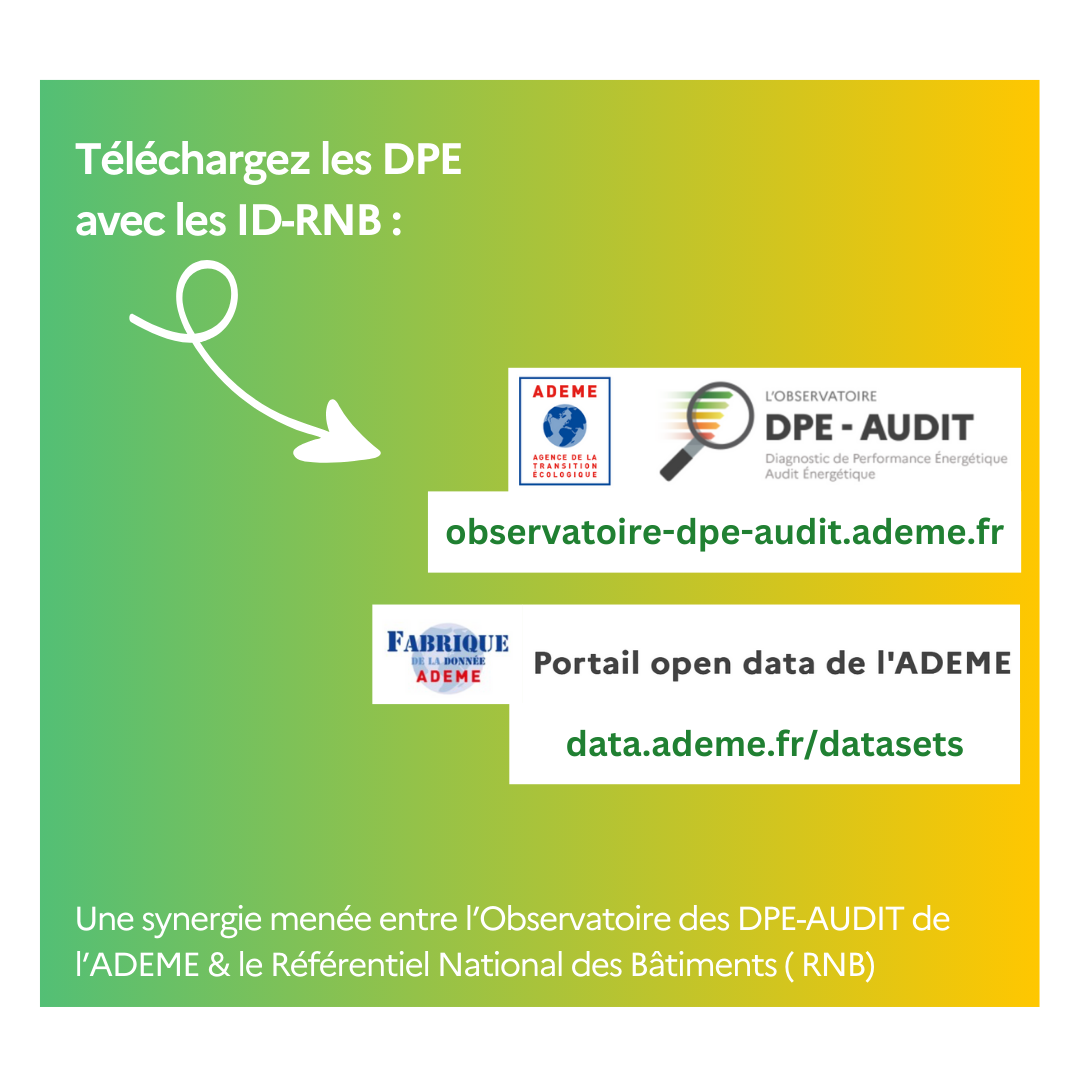 Téléchargez les DPE
avec les ID-RNB :
ADEME
AGENCE DE LA
TRANSITION
ÉCOLOGIQUE
L'OBSERVATOIRE
DPE - AUDIT
Diagnostic de Performance Énergétique
Audit Énergétique
observatoire-dpe-audit.ademe.fr
FABRIQUE
DE LA DONNÉE
ADEME
Portail open data de l'ADEME
data.ademe.fr/datasets
Une synergie menée entre l’Observatoire des DPE-AUDIT de
l’ADEME & le Référentiel National des Bâtiments ( RNB)